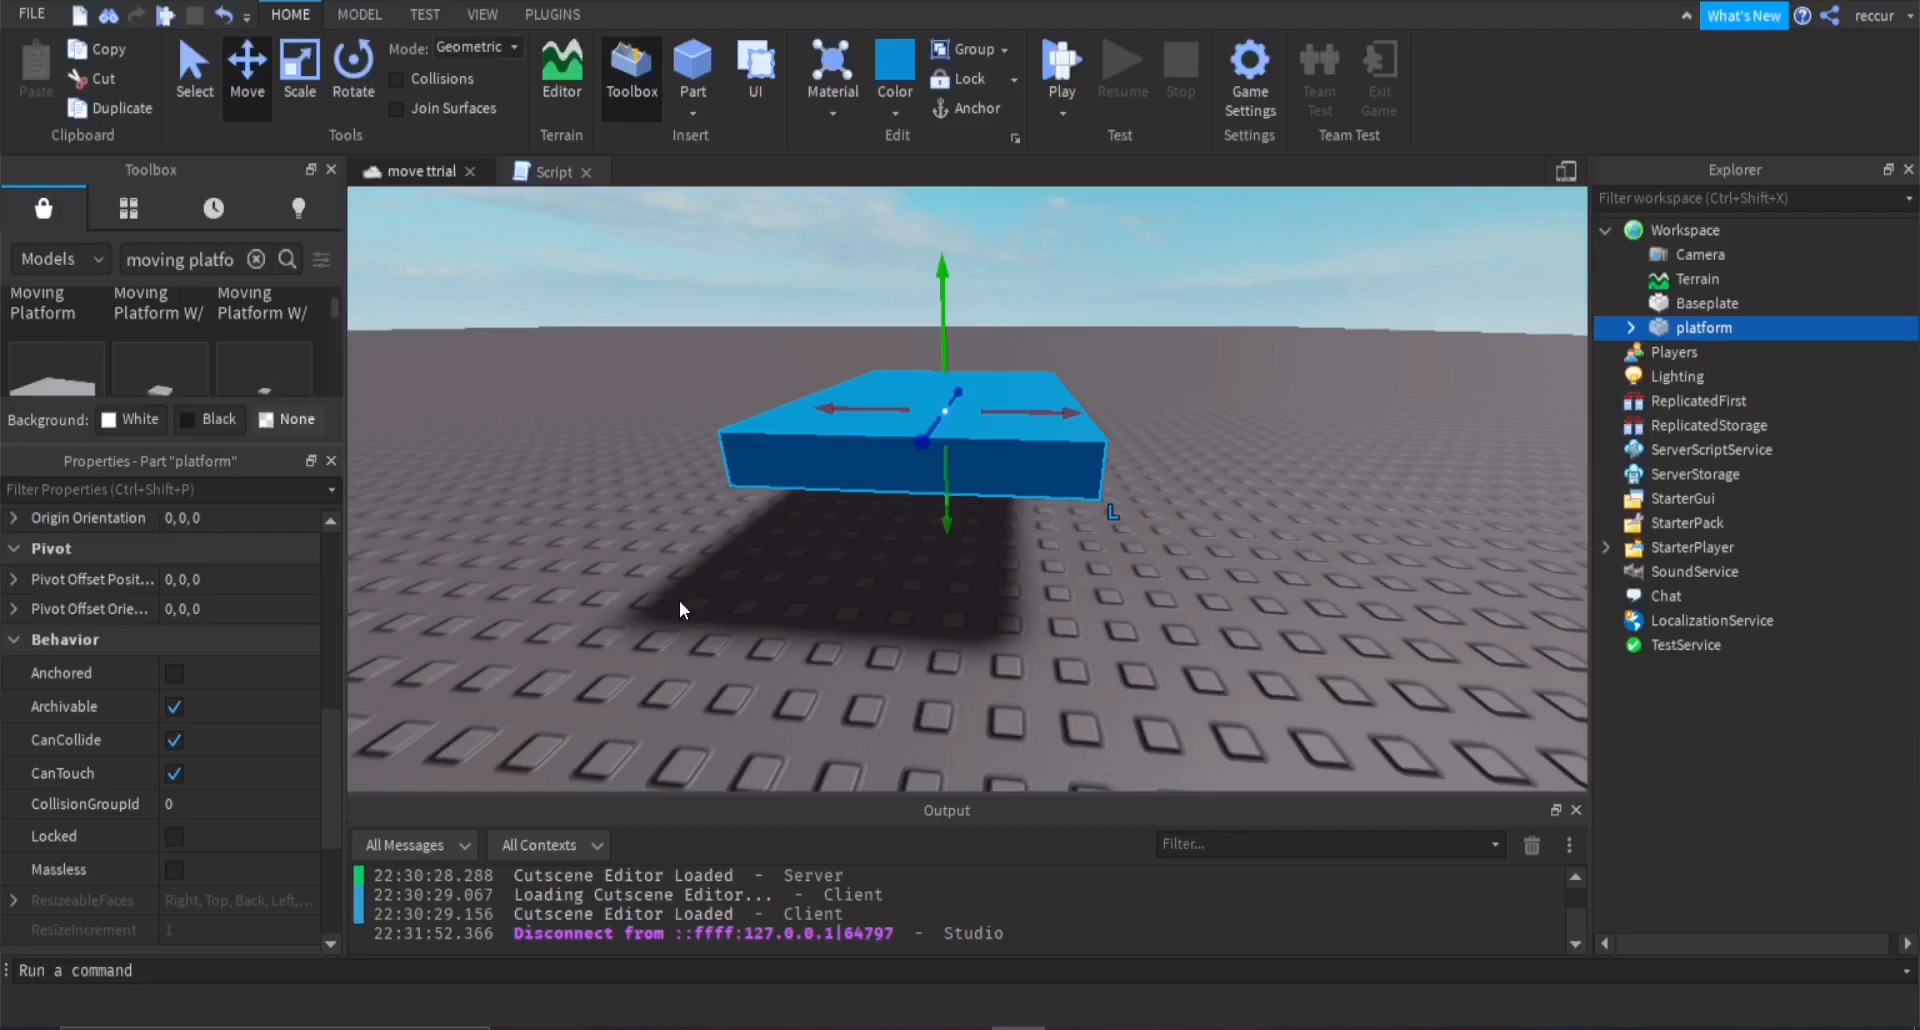 FILE
HOME
MODEL
TEST
VIEW
PLUGINS
What's New
reccur
Paste
Copy
Cut
Duplicate
Clipboard
Select
Move
Scale
Rotate
Mode: Geometric
Collisions
Join Surfaces
Tools
Editor
Terrain
Toolbox
Part
UI
Insert
Material
Color
Group
Lock
Anchor
Edit
Play
Resume
Stop
Test
Game Settings
Settings
Team Test
Exit Game
Team Test
Toolbox
Models
moving platfo
Moving Platform
Moving Platform W/
Moving Platform W/
Background:
White
Black
None
Properties - Part "platform"
Filter Properties (Ctrl+Shift+P)
Origin Orientation 0,0,0
Pivot
Pivot Offset Posit... 0,0,0
Pivot Offset Orie... 0,0,0
Behavior
Anchored
Archivable
CanCollide
CanTouch
CollisionGroupId 0
Locked
Massless
ResizeableFaces Right, Top, Back, Left,...
ResizeIncrement 1
move ttrial
Script
L
Output
All Messages
All Contexts
Filter...
22:30:28.288 Cutscene Editor Loaded - Server
22:30:29.067 Loading Cutscene Editor... - Client
22:30:29.156 Cutscene Editor Loaded - Client
22:31:52.366 Disconnect from ::ffff:127.0.0.1|64797 - Studio
Run a command
Explorer
Filter workspace (Ctrl+Shift+X)
Workspace
Camera
Terrain
Baseplate
platform
Players
Lighting
ReplicatedFirst
ReplicatedStorage
ServerScriptService
ServerStorage
StarterGui
StarterPack
StarterPlayer
SoundService
Chat
LocalizationService
TestService